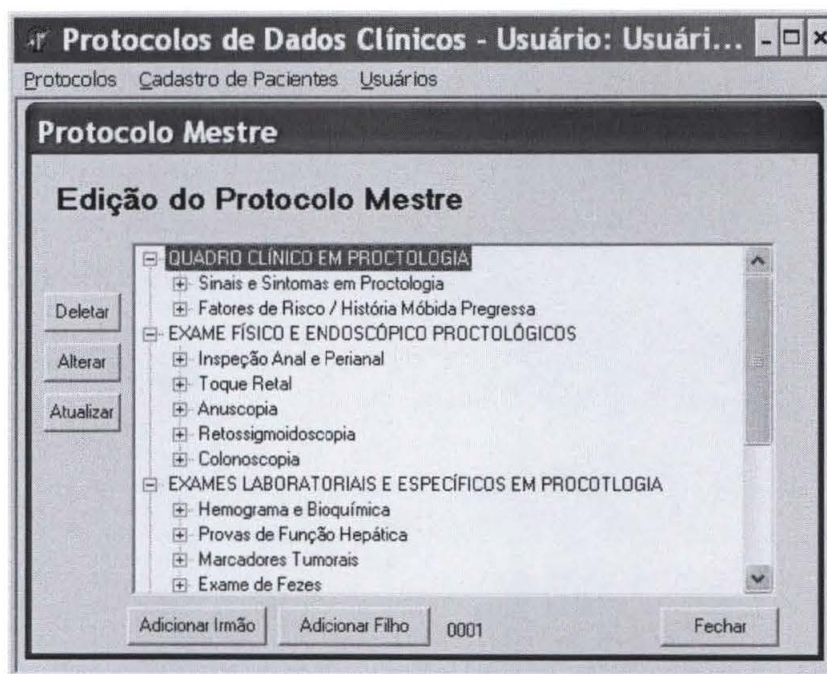 Protocolos de Dados Clínicos - Usuário: Usuári...
Protocolos Cadastro de Pacientes Usuários
Protocolo Mestre
Edição do Protocolo Mestre
QUADRO CLÍNICO EM PROCTOLOGIA
Sinais e Sintomas em Proctologia
Fatores de Risco / História Móbida Pregressa
EXAME FÍSICO E ENDOSCÓPICO PROCTOLÓGICOS
Inspeção Anal e Perianal
Toque Retal
Anuscopia
Retossigmoidoscopia
Colonoscopia
EXAMES LABORATORIAIS E ESPECÍFICOS EM PROCOTLOGIA
Hemograma e Bioquímica
Provas de Função Hepática
Marcadores Tumorais
Exame de Fezes
Deletar
Alterar
Atualizar
Adicionar Irmão Adicionar Filho 0001 Fechar